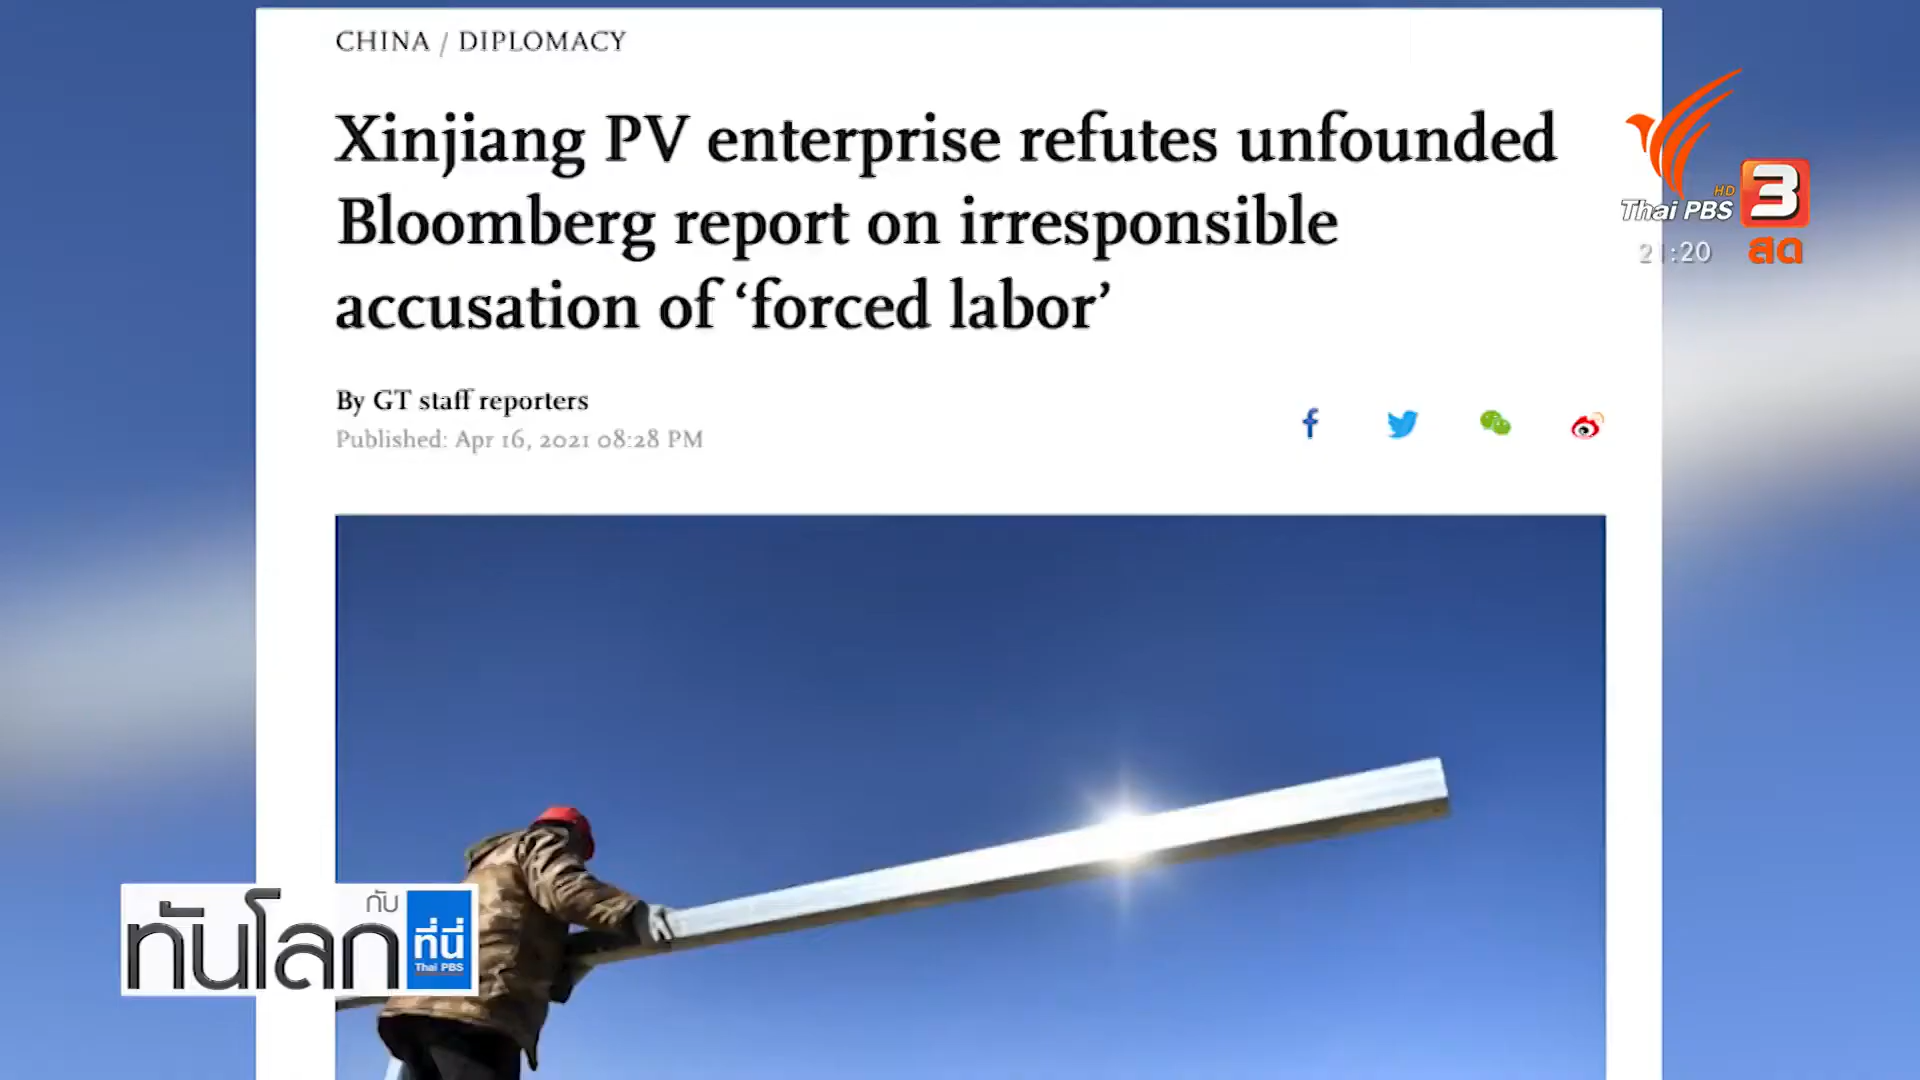 CHINA / DIPLOMACY
Xinjiang PV enterprise refutes unfounded
Bloomberg report on irresponsible
accusation of ‘forced labor’
By GT staff reporters
Published: Apr 16, 2021 08:28 PM
HD
Thai PBS 3
21:20 สด
ทันโลก กับ ที่นี่
Thai PBS